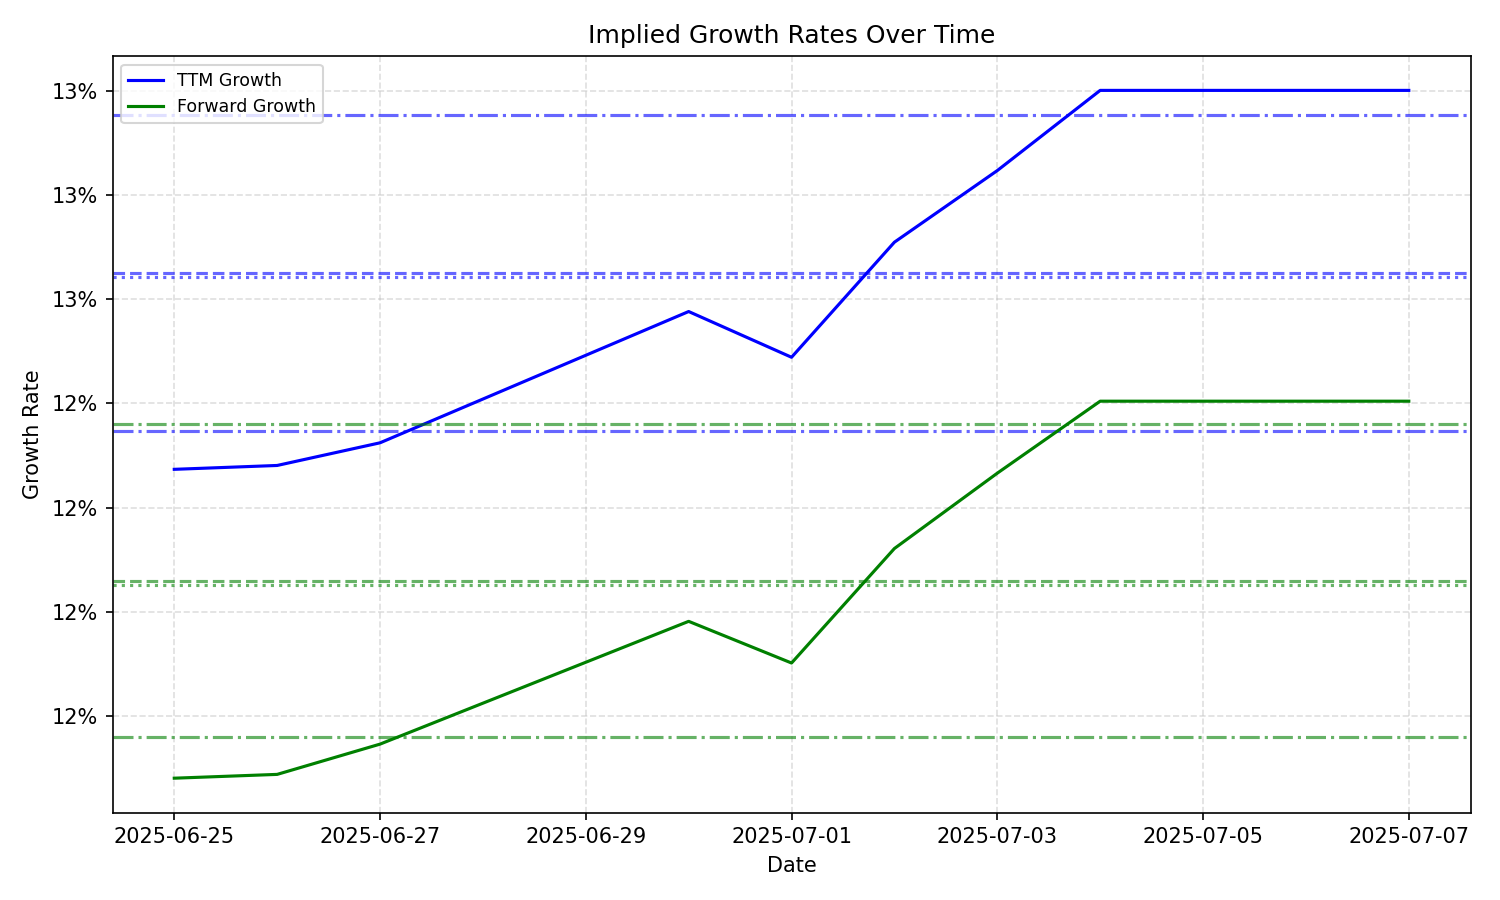 Implied Growth Rates Over Time
TTM Growth
Forward Growth
13%
13%
13%
12%
12%
12%
12%
Growth Rate
2025-06-25
2025-06-27
2025-06-29
2025-07-01
2025-07-03
2025-07-05
2025-07-07
Date